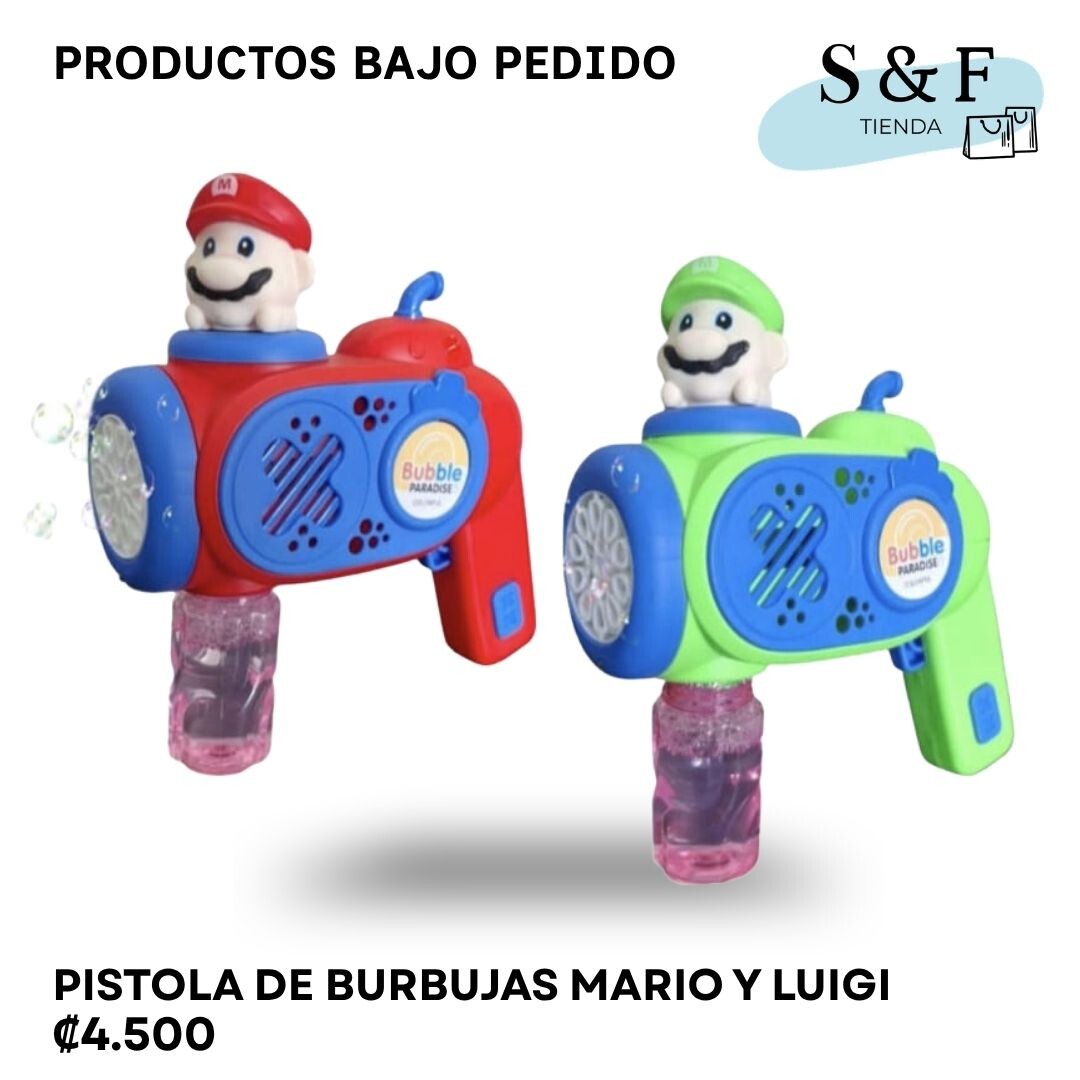 PRODUCTOS BAJO PEDIDO
S & F
TIENDA
M
M
Bubble
PARADISE
Bubble
PARADISE
PISTOLA DE BURBUJAS MARIO Y LUIGI
₡4.500